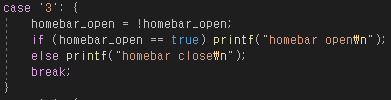 case '3': {
homebar_open = !homebar_open;
if (homebar_open == true) printf("homebar open₩n");
else printf("homebar close₩n");
break;
}